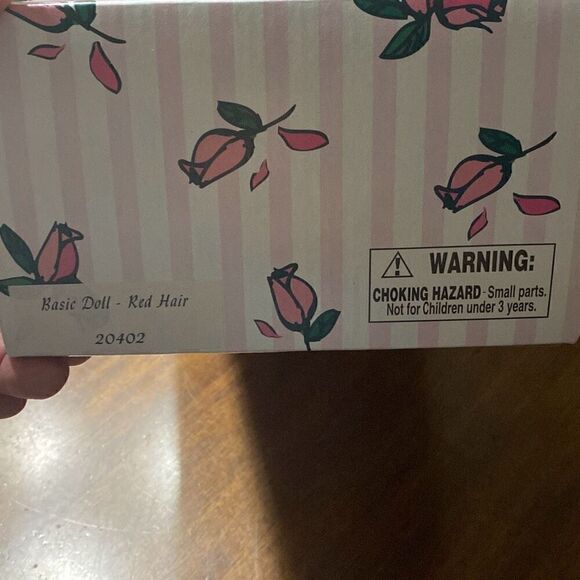 WARNING:
CHOKING HAZARD - Small parts.
Not for Children under 3 years.
Basic Doll - Red Hair
20402